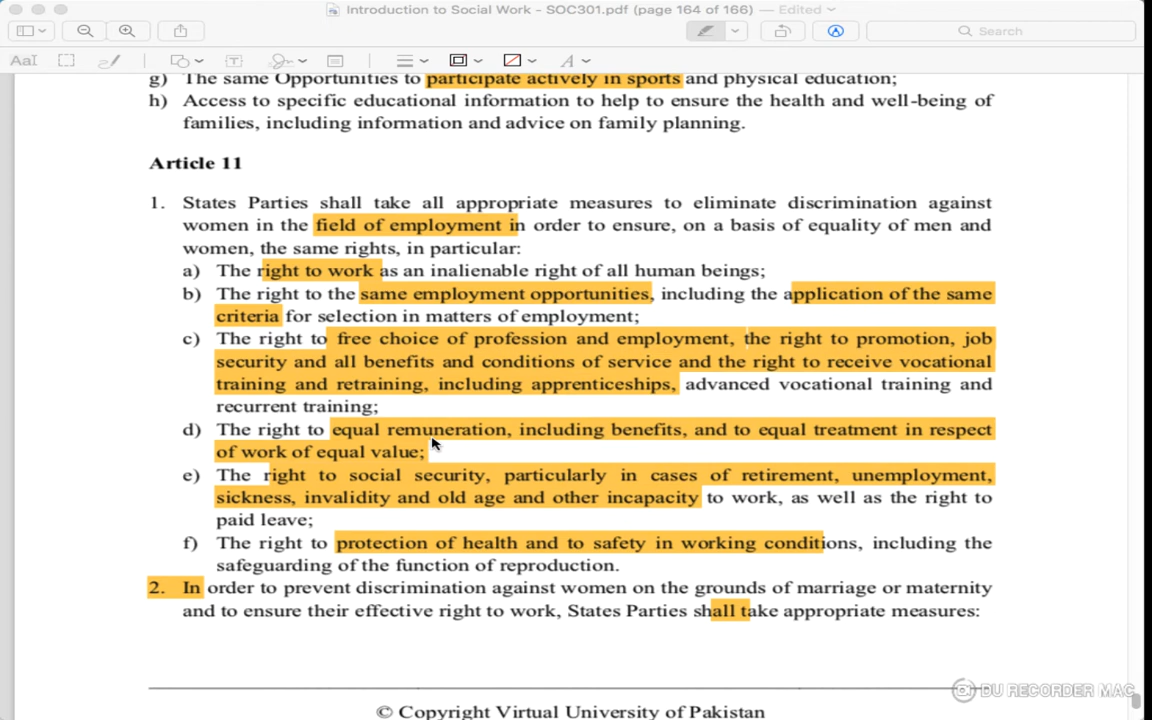 Introduction to Social Work - SOC301.pdf (page 164 of 166) — Edited
Search
AaI T A
g) The same Opportunities to participate actively in sports and physical education;
h) Access to specific educational information to help to ensure the health and well-being of
families, including information and advice on family planning.
Article 11
1. States Parties shall take all appropriate measures to eliminate discrimination against
women in the field of employment in order to ensure, on a basis of equality of men and
women, the same rights, in particular:
a) The right to work as an inalienable right of all human beings;
b) The right to the same employment opportunities, including the application of the same
criteria for selection in matters of employment;
c) The right to free choice of profession and employment, the right to promotion, job
security and all benefits and conditions of service and the right to receive vocational
training and retraining, including apprenticeships, advanced vocational training and
recurrent training;
d) The right to equal remuneration, including benefits, and to equal treatment in respect
of work of equal value;
e) The right to social security, particularly in cases of retirement, unemployment,
sickness, invalidity and old age and other incapacity to work, as well as the right to
paid leave;
f) The right to protection of health and to safety in working conditions, including the
safeguarding of the function of reproduction.
2. In order to prevent discrimination against women on the grounds of marriage or maternity
and to ensure their effective right to work, States Parties shall take appropriate measures:
DU RECORDER MAC
© Copyright Virtual University of Pakistan